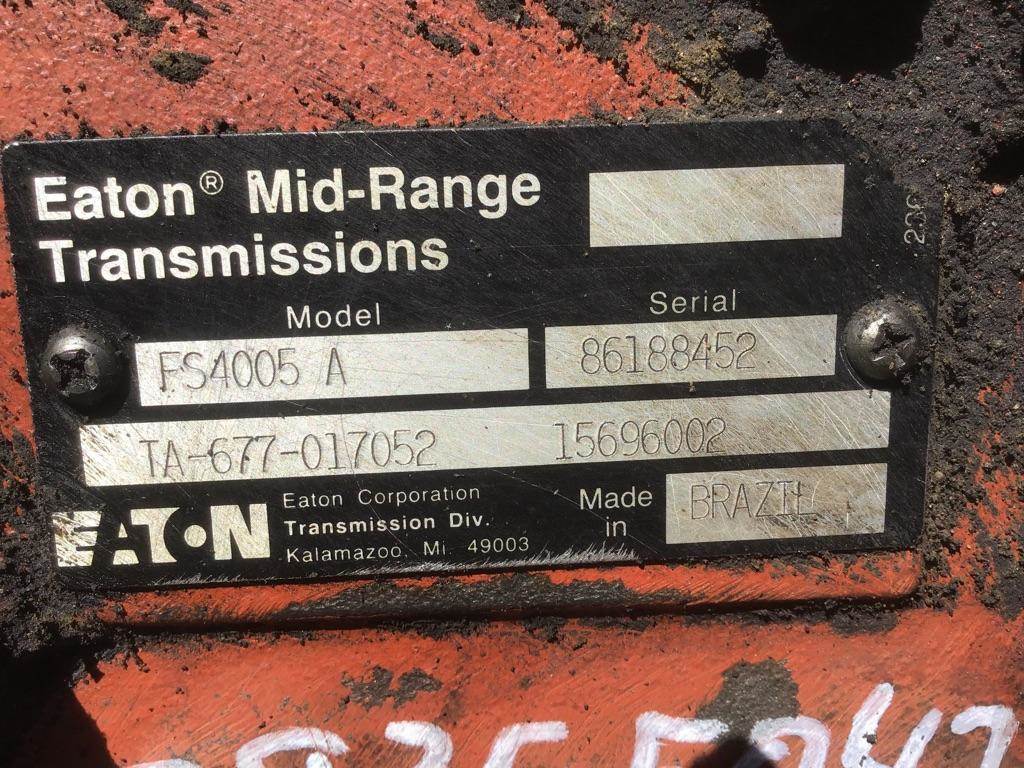 Eaton® Mid-Range
Transmissions
Model
Serial
FS4005 A
86188452
TA-677-017052 15696002
EATON
Eaton Corporation
Transmission Div.
Kalamazoo, Mi. 49003
Made
in
BRAZIL